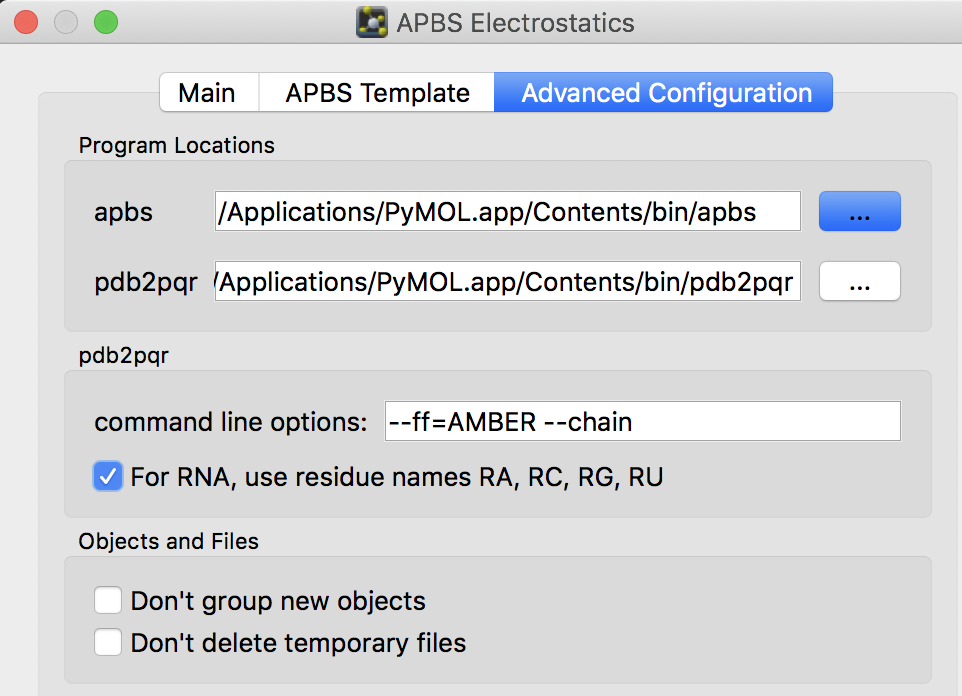 APBS Electrostatics
Main APBS Template Advanced Configuration
Program Locations
apbs /Applications/PyMOL.app/Contents/bin/apbs ...
pdb2pqr /Applications/PyMOL.app/Contents/bin/pdb2pqr ...
pdb2pqr
command line options: --ff=AMBER --chain
For RNA, use residue names RA, RC, RG, RU
Objects and Files
Don't group new objects
Don't delete temporary files